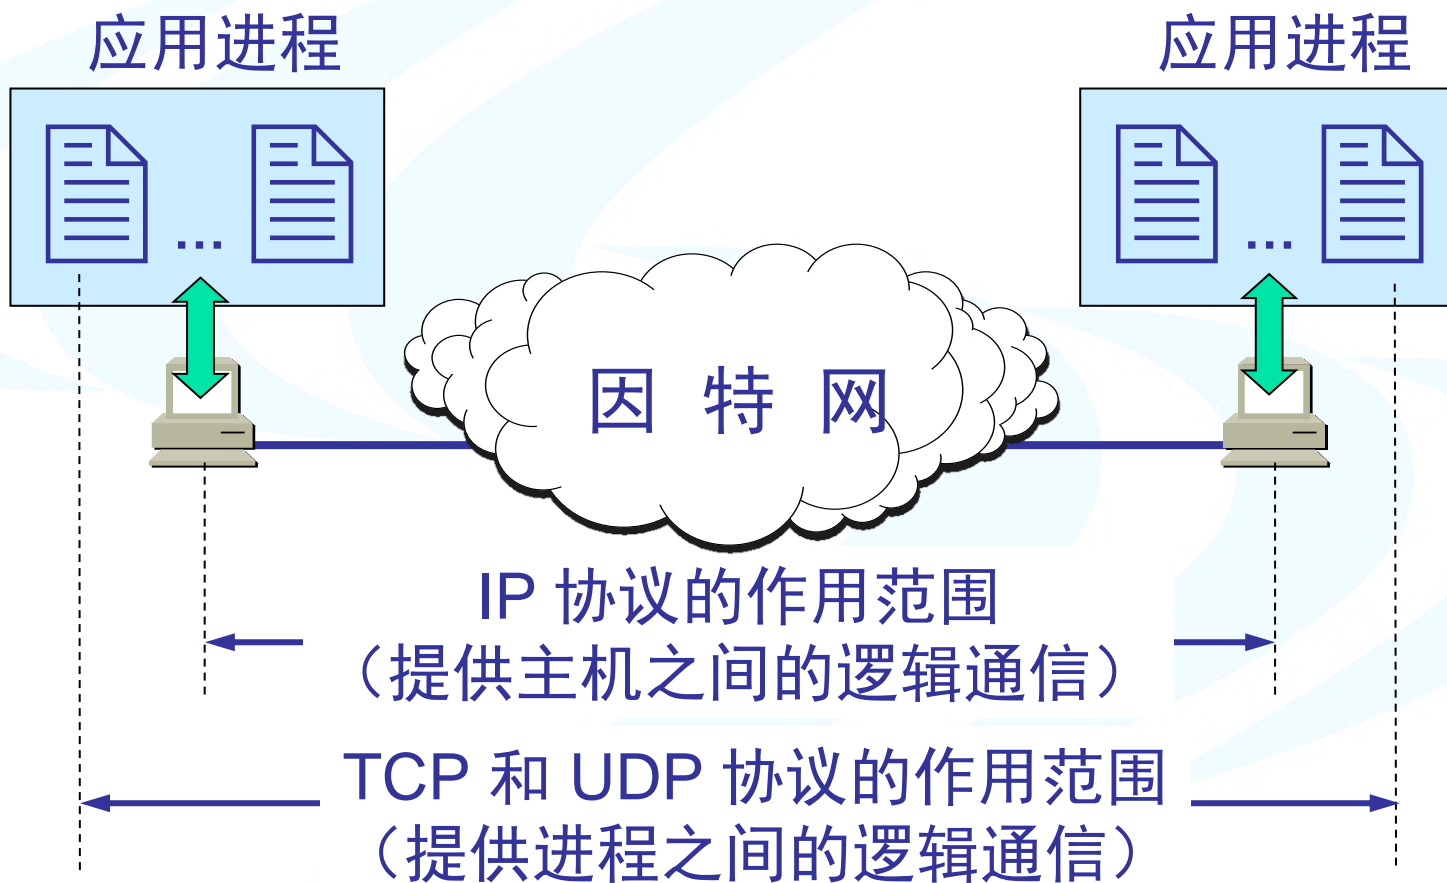 应用进程
应用进程
...
...
因 特 网
IP 协议的作用范围
（提供主机之间的逻辑通信）
TCP 和 UDP 协议的作用范围
（提供进程之间的逻辑通信）